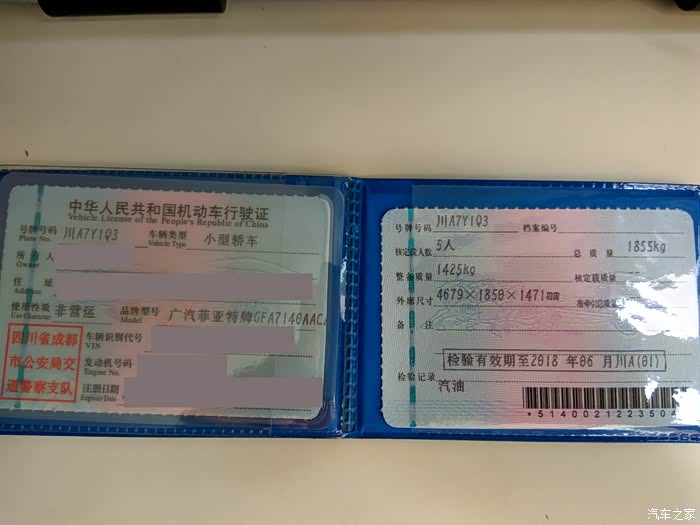 中华人民共和国机动车行驶证
Vehicle License of the People's Republic of China
号牌号码 川A7Y1Q3 车辆类型 小型轿车
Plate No. Vehicle Type
所有人
Owner
住址
Address
使用性质 非营运 品牌型号 广汽菲亚特牌GFA7140AAC
Use Character Model
四川省成都
市公安局交
通警察支队
车辆识别代号
VIN
发动机号码
Engine No.
注册日期
Register Date
号牌号码 川A7Y1Q3 档案编号
核定载人数 5人 总质量 1855kg
整备质量 1425kg 核定载质量
外廓尺寸 4679×1850×1471mm 准牵引总质量
备注
检验有效期至2018 年06 月川A(01)
检验记录
汽油
*5140021223504
汽车之家